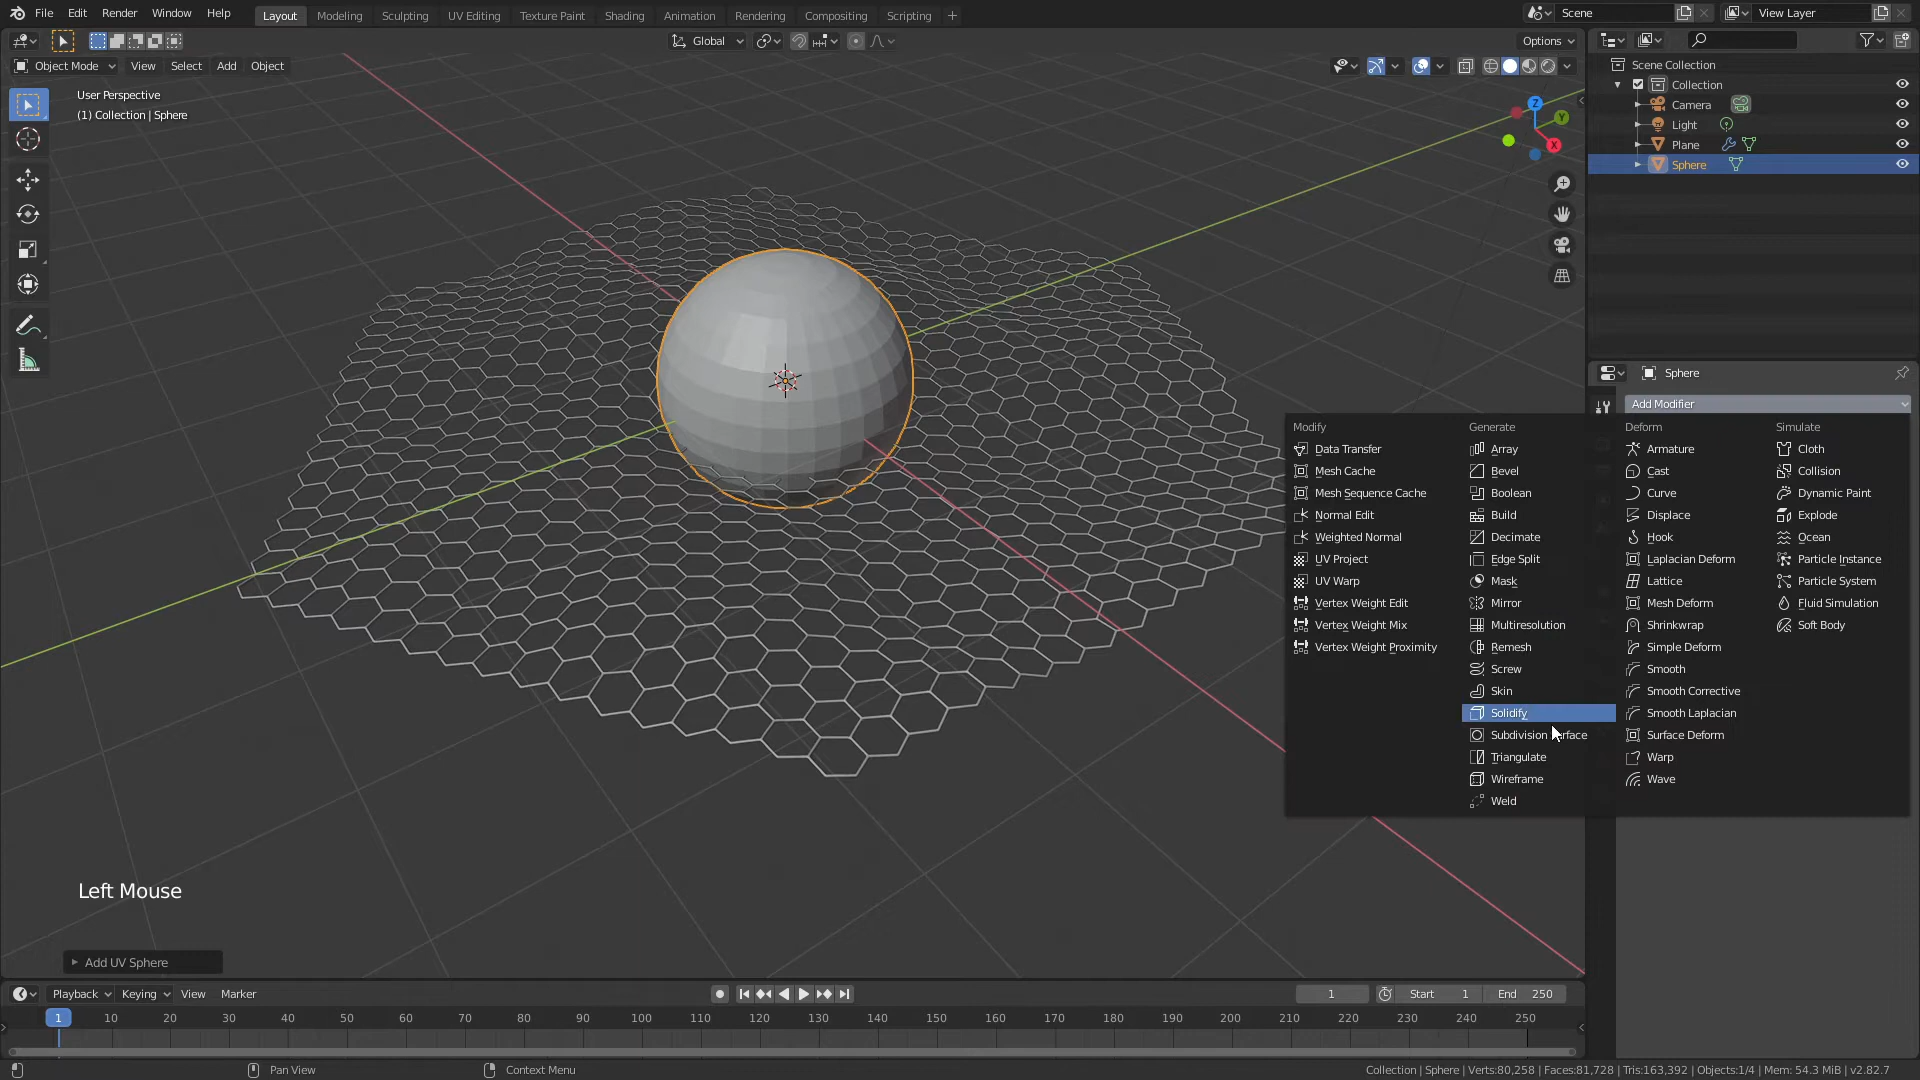 File Edit Render Window Help Layout Modeling Sculpting UV Editing Texture Paint Shading Animation Rendering Compositing Scripting + Scene View Layer
Global Options
Object Mode View Select Add Object
User Perspective
(1) Collection | Sphere
Z
Y
X
Scene Collection
Collection
Camera
Light
Plane
Sphere
Sphere
Add Modifier
Modify Generate Deform Simulate
Data Transfer Array Armature Cloth
Mesh Cache Bevel Cast Collision
Mesh Sequence Cache Boolean Curve Dynamic Paint
Normal Edit Build Displace Explode
Weighted Normal Decimate Hook Ocean
UV Project Edge Split Laplacian Deform Particle Instance
UV Warp Mask Lattice Particle System
Vertex Weight Edit Mirror Mesh Deform Fluid Simulation
Vertex Weight Mix Multiresolution Shrinkwrap Soft Body
Vertex Weight Proximity Remesh Simple Deform
Screw Smooth
Skin Smooth Corrective
Solidify Smooth Laplacian
Subdivision Surface Surface Deform
Triangulate Warp
Wireframe Wave
Weld
Left Mouse
Add UV Sphere
Playback Keying View Marker 1 Start 1 End 250
1 10 20 30 40 50 60 70 80 90 100 110 120 130 140 150 160 170 180 190 200 210 220 230 240 250
Pan View Context Menu Collection | Sphere | Verts:80,258 | Faces:81,728 | Tris:163,392 | Objects:1/4 | Mem: 54.3 MiB | v2.82.7